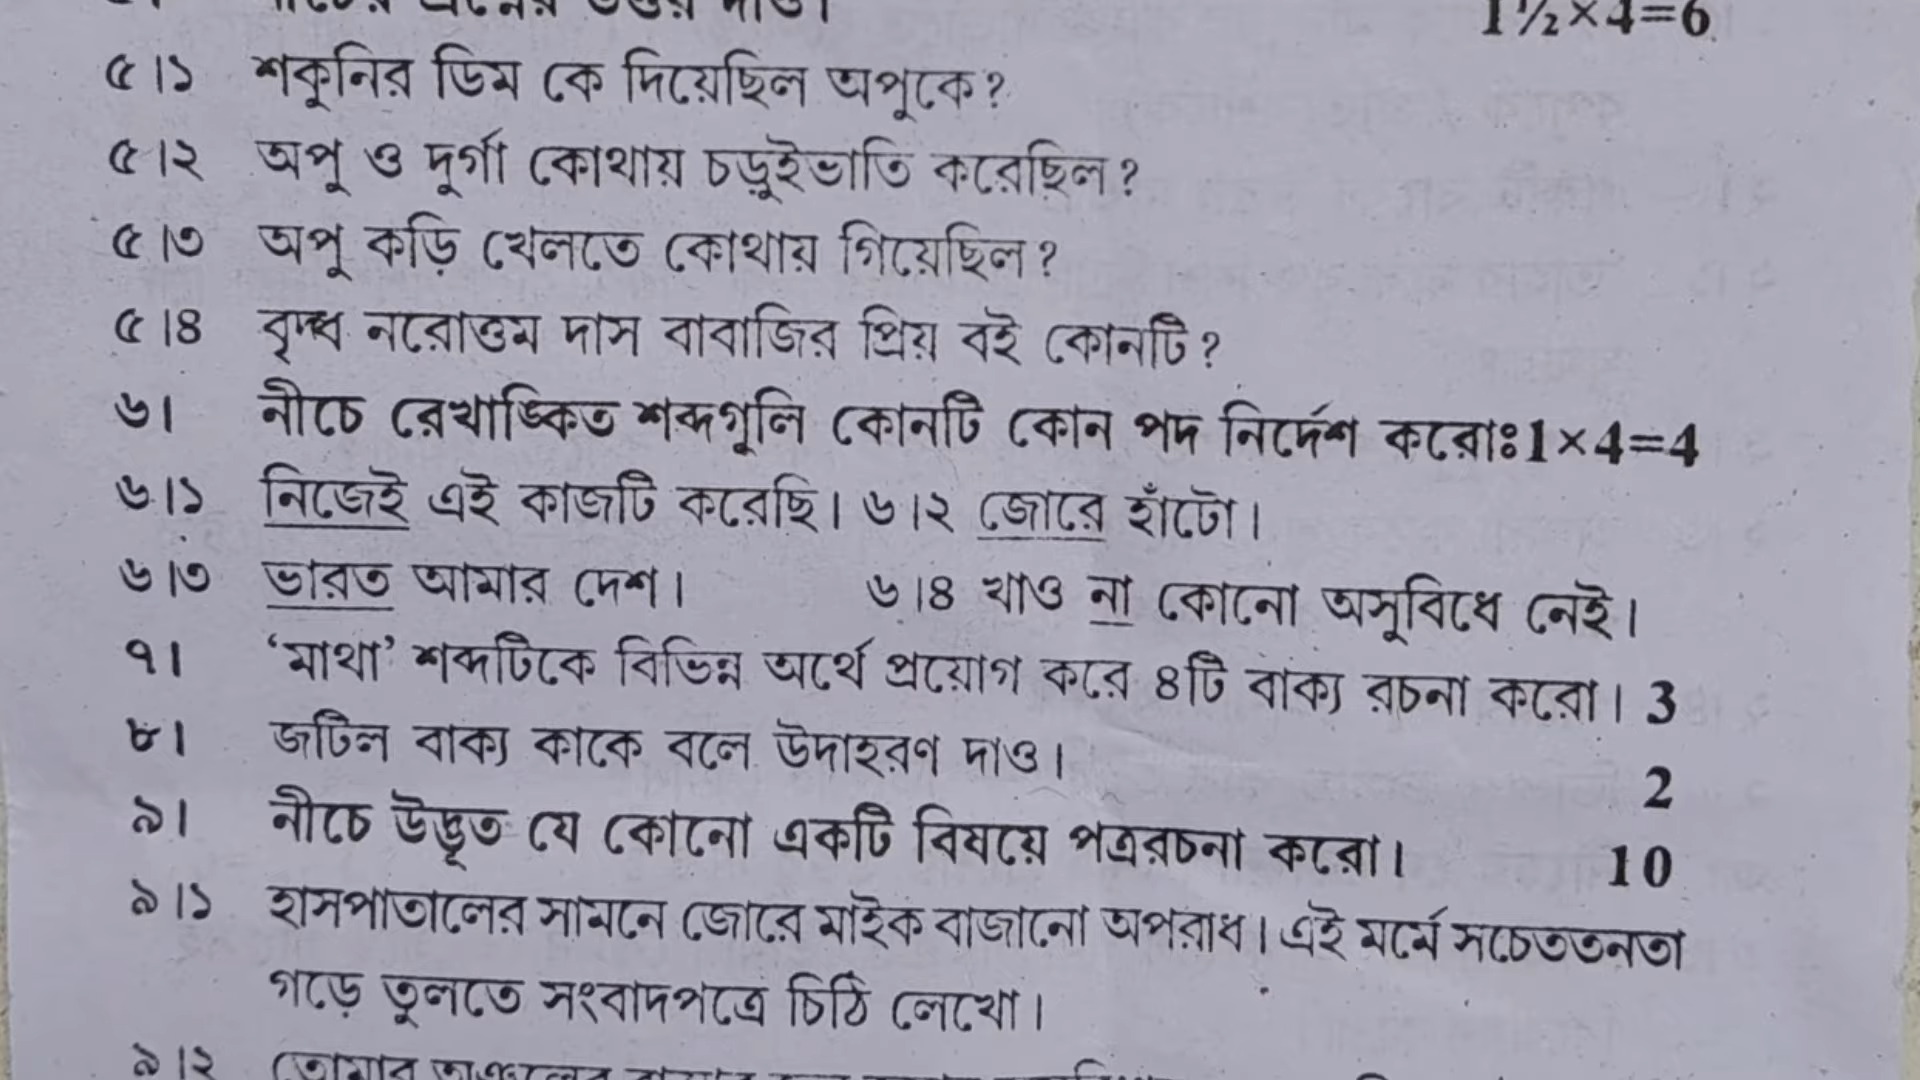 1½×4=6
৫।১ শকুনির ডিম কে দিয়েছিল অপুকে?
৫।২ অপু ও দুর্গা কোথায় চড়ুইভাতি করেছিল?
৫।৩ অপু কড়ি খেলতে কোথায় গিয়েছিল?
৫।৪ বৃদ্ধ নরোত্তম দাস বাবাজির প্রিয় বই কোনটি?
৬। নীচে রেখাঙ্কিত শব্দগুলি কোনটি কোন পদ নির্দেশ করোঃ 1×4=4
৬।১ নিজেই এই কাজটি করেছি। ৬।২ জোরে হাঁটো।
৬।৩ ভারত আমার দেশ। ৬।৪ খাও না কোনো অসুবিধে নেই।
৭। ‘মাথা’ শব্দটিকে বিভিন্ন অর্থে প্রয়োগ করে ৪টি বাক্য রচনা করো। 3
৮। জটিল বাক্য কাকে বলে উদাহরণ দাও। 2
৯। নীচে উদ্ধৃত যে কোনো একটি বিষয়ে পত্ররচনা করো। 10
৯।১ হাসপাতালের সামনে জোরে মাইক বাজানো অপরাধ। এই মর্মে সচেততনতা
গড়ে তুলতে সংবাদপত্রে চিঠি লেখো।
৯।২ তোমার